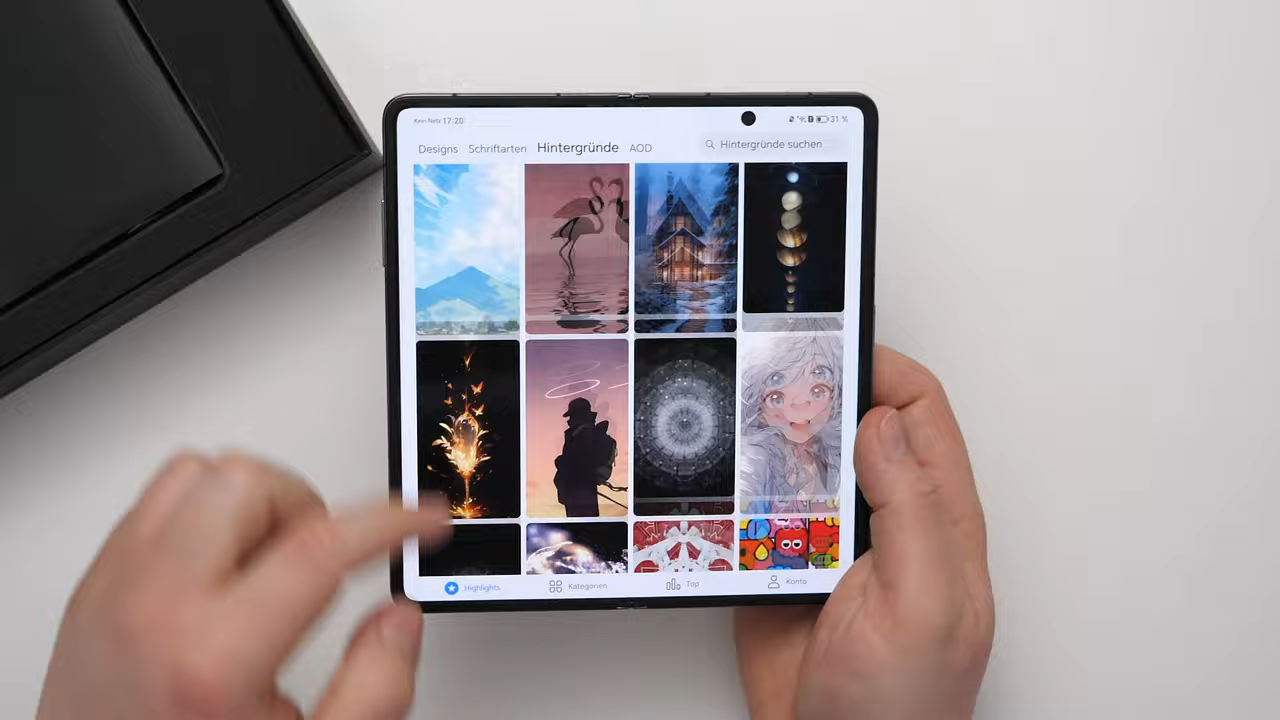 Kein Netz 17:20
31 %
Designs Schriftarten Hintergründe AOD
Hintergründe suchen
Highlights Kategorien Top Konto